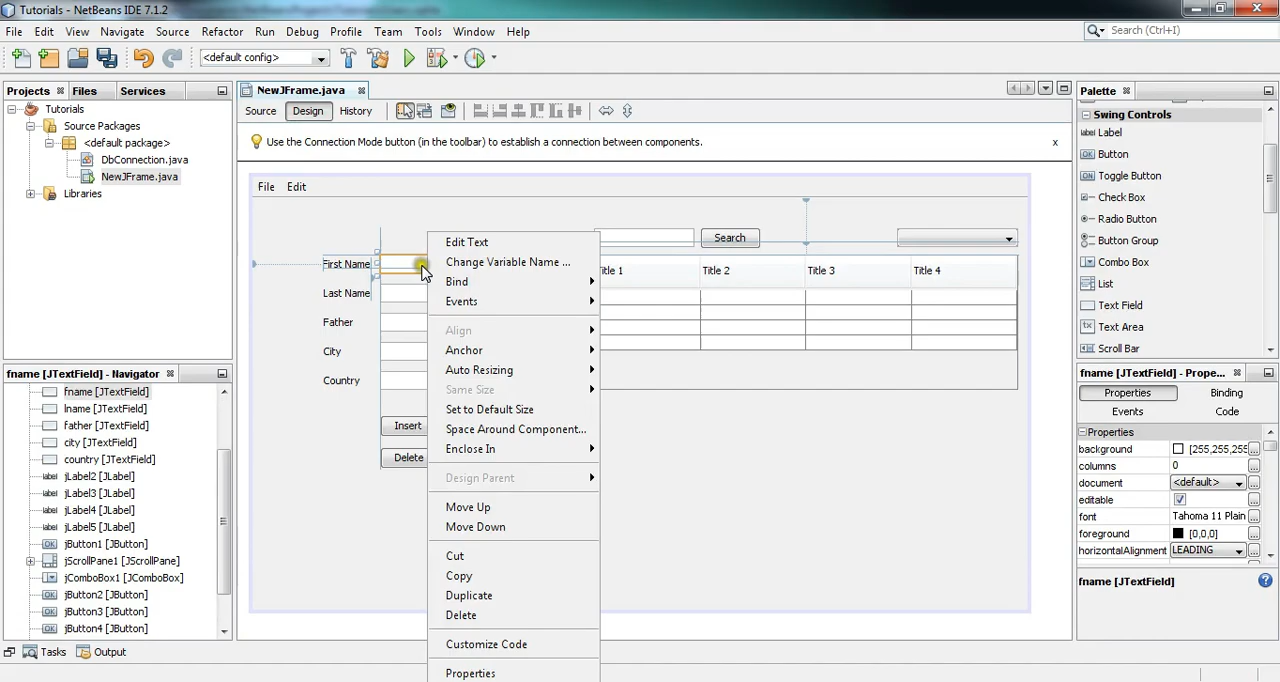 Tutorials - NetBeans IDE 7.1.2
File Edit View Navigate Source Refactor Run Debug Profile Team Tools Window Help
Search (Ctrl+I)
<default config>
Projects Files Services
Tutorials
Source Packages
<default package>
DbConnection.java
NewJFrame.java
Libraries
NewJFrame.java
Source Design History
Use the Connection Mode button (in the toolbar) to establish a connection between components.
x
File Edit
Search
First Name
Last Name
Father
City
Country
Insert
Delete
Title 2 Title 3 Title 4
Edit Text
Change Variable Name ...
Bind
Events
Align
Anchor
Auto Resizing
Same Size
Set to Default Size
Space Around Component...
Enclose In
Design Parent
Move Up
Move Down
Cut
Copy
Duplicate
Delete
Customize Code
Properties
Palette
Swing Controls
Label
Button
Toggle Button
Check Box
Radio Button
Button Group
Combo Box
List
Text Field
Text Area
Scroll Bar
fname [JTextField] - Navigator
fname [JTextField]
lname [JTextField]
father [JTextField]
city [JTextField]
country [JTextField]
jLabel2 [JLabel]
jLabel3 [JLabel]
jLabel4 [JLabel]
jLabel5 [JLabel]
jButton1 [JButton]
jScrollPane1 [JScrollPane]
jComboBox1 [JComboBox]
jButton2 [JButton]
jButton3 [JButton]
jButton4 [JButton]
fname [JTextField] - Prope...
Properties Binding
Events Code
Properties
background [255,255,255
columns 0
document <default>
editable
font Tahoma 11 Plain
foreground [0,0,0]
horizontalAlignment LEADING
fname [JTextField]
Tasks Output